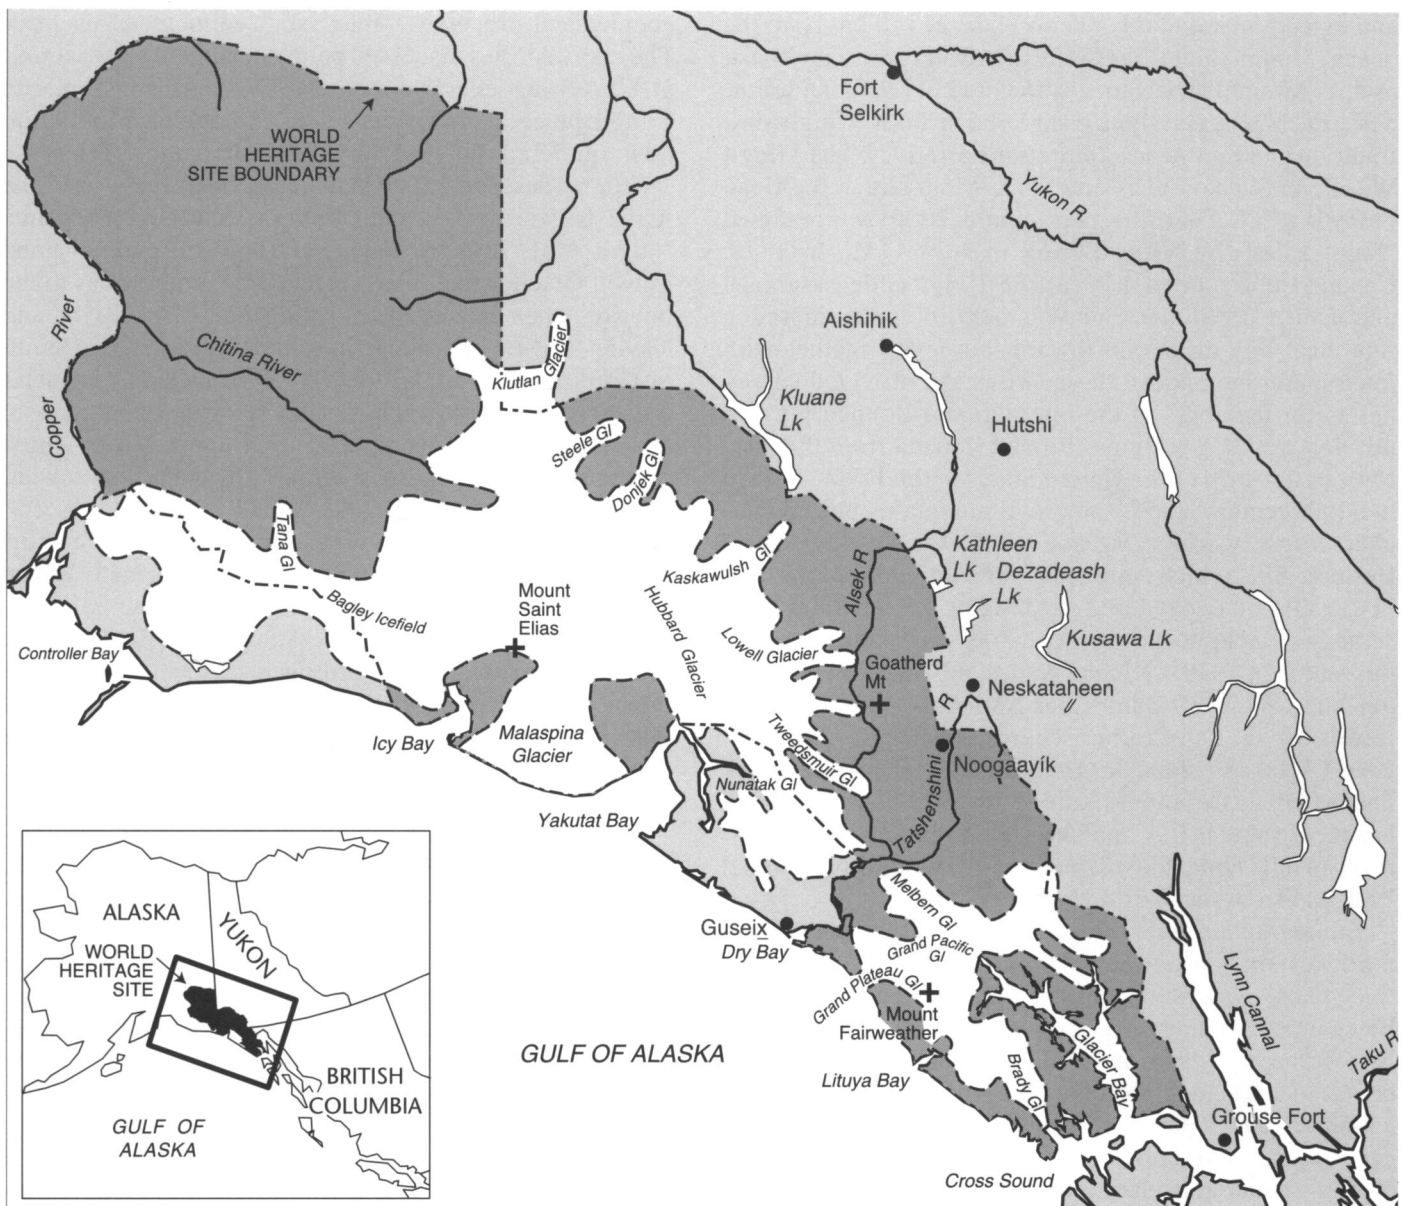 Fort
Selkirk
WORLD
HERITAGE
SITE BOUNDARY
Yukon R
Copper River
Chitina River
Aishihik
Klutlan Glacier
Kluane
Lk
Hutshi
Steele Gl
Donjek Gl
Tana Gl
Kaskawulsh Gl
Alsek R
Kathleen
Lk
Dezadeash
Lk
Mount
Saint
Elias
Bagley Icefield
Hubbard Glacier
Lowell Glacier
Kusawa Lk
Controller Bay
Goatherd
Mt
Neskataheen
Icy Bay
Malaspina
Glacier
Tweedsmuir Gl
Noogaayík
Nunatak Gl
Tatshenshini R
Yakutat Bay
Melbern Gl
Guseix̲
Dry Bay
Grand Pacific
Gl
Grand Plateau Gl
Mount
Fairweather
Lynn Cannal
Taku R
GULF OF ALASKA
Lituya Bay
Brady Gl
Glacier Bay
Grouse Fort
Cross Sound
ALASKA
YUKON
WORLD
HERITAGE
SITE
BRITISH
COLUMBIA
GULF OF
ALASKA